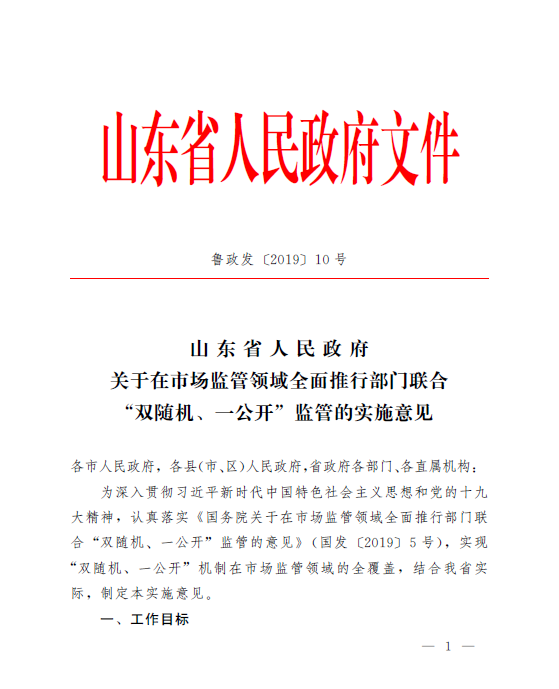 山东省人民政府文件
鲁政发〔2019〕10 号
山东省人民政府
关于在市场监管领域全面推行部门联合
“双随机、一公开”监管的实施意见
各市人民政府，各县(市、区)人民政府,省政府各部门、各直属机构：
为深入贯彻习近平新时代中国特色社会主义思想和党的十九
大精神，认真落实《国务院关于在市场监管领域全面推行部门联
合“双随机、一公开”监管的意见》（国发〔2019〕5 号），实现
“双随机、一公开”机制在市场监管领域的全覆盖，结合我省实
际，制定本实施意见。
一、工作目标
— 1 —